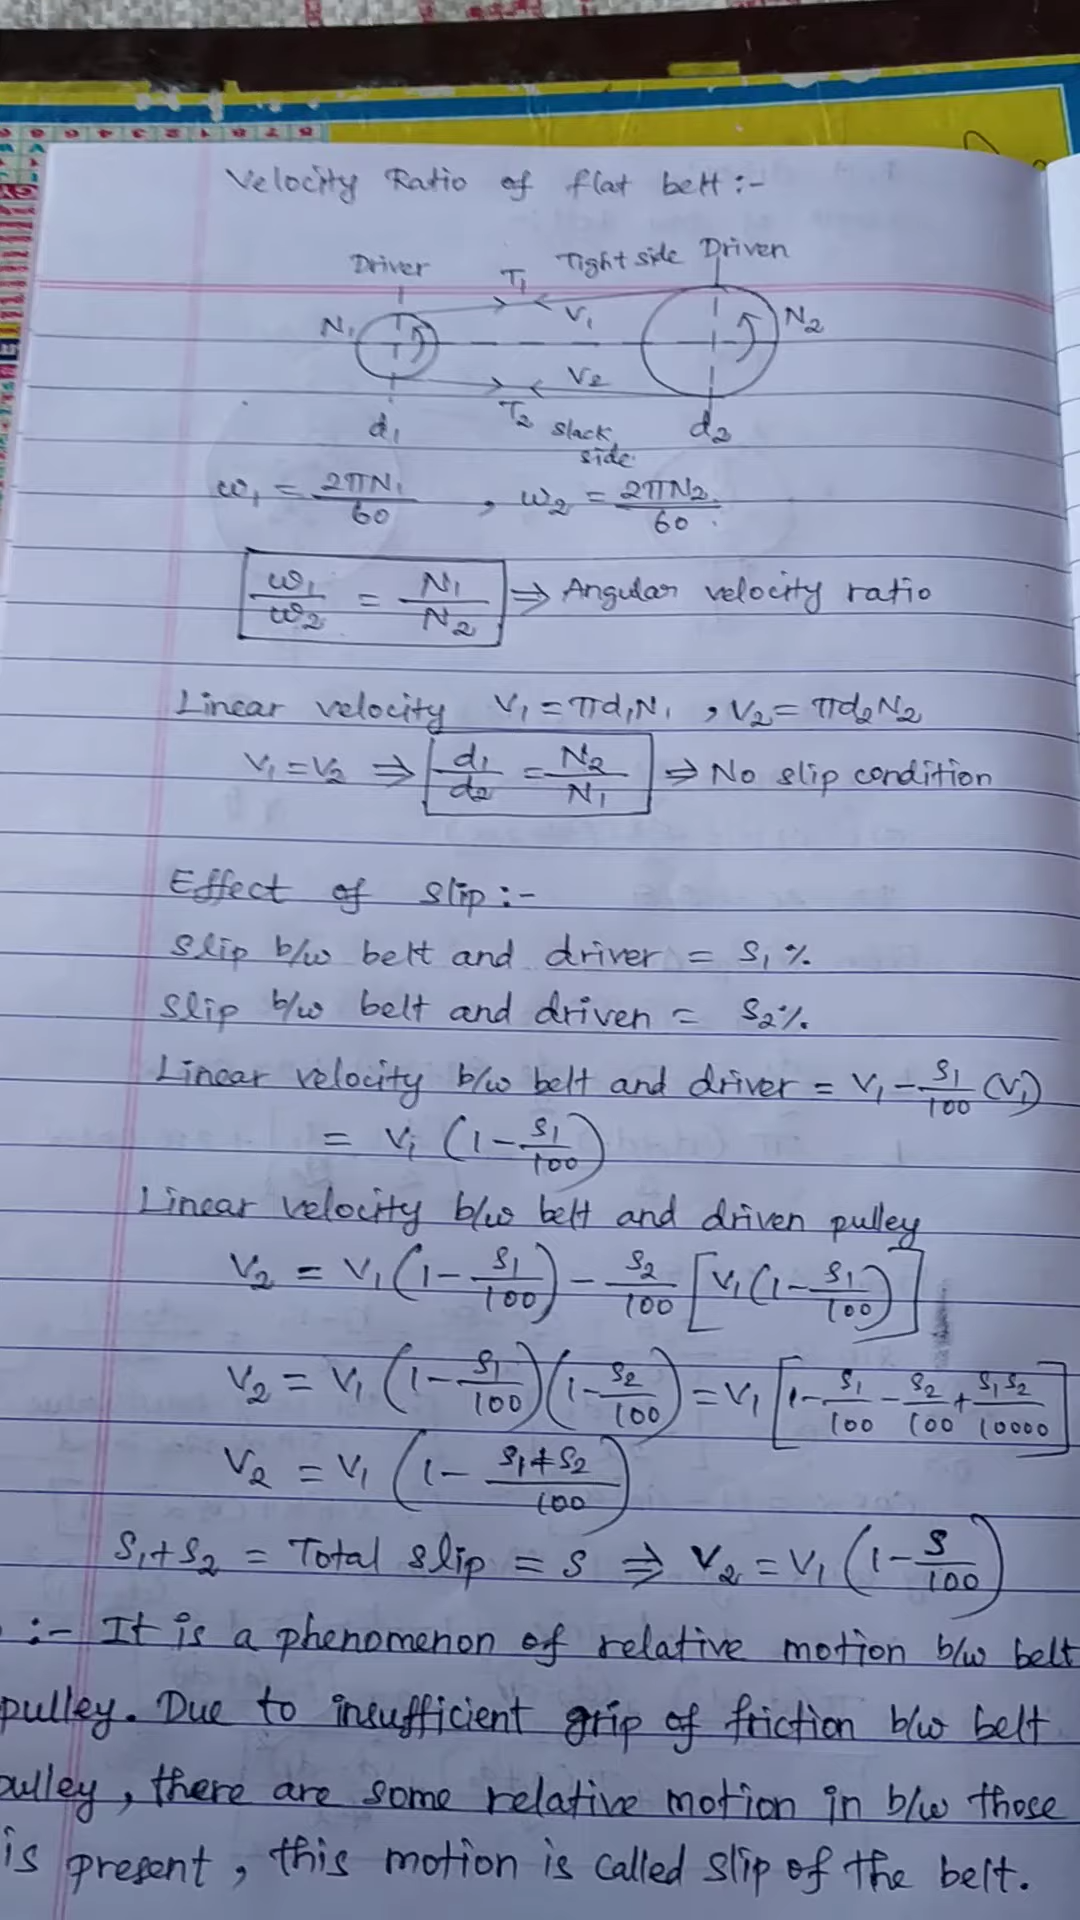 Velocity Ratio of flat belt :-
Driver T1 Tight side Driven
N1 V1 N2
V2
d1 T2 slack side d2
ω1 = 2πN1/60 , ω2 = 2πN2/60.
ω1/ω2 = N1/N2 ⇒ Angular velocity ratio
Linear velocity V1 = πd1N1 , V2 = πd2N2
V1 = V2 ⇒ d1/d2 = N2/N1 ⇒ No slip condition
Effect of slip :-
Slip b/w belt and driver = S1 %
Slip b/w belt and driven = S2 %
Linear velocity b/w belt and driver = V1 - S1/100 (V1)
= V1 (1 - S1/100)
Linear velocity b/w belt and driven pulley
V2 = V1 (1 - S1/100) - S2/100 [V1 (1 - S1/100)]
V2 = V1 (1 - S1/100)(1 - S2/100) = V1 [1 - S1/100 - S2/100 + S1S2/10000]
V2 = V1 (1 - S1+S2/100)
S1+S2 = Total slip = S ⇒ V2 = V1 (1 - S/100)
:- It is a phenomenon of relative motion b/w belt
pulley. Due to insufficient grip of friction b/w belt
pulley, there are some relative motion in b/w those
is present, this motion is called slip of the belt.